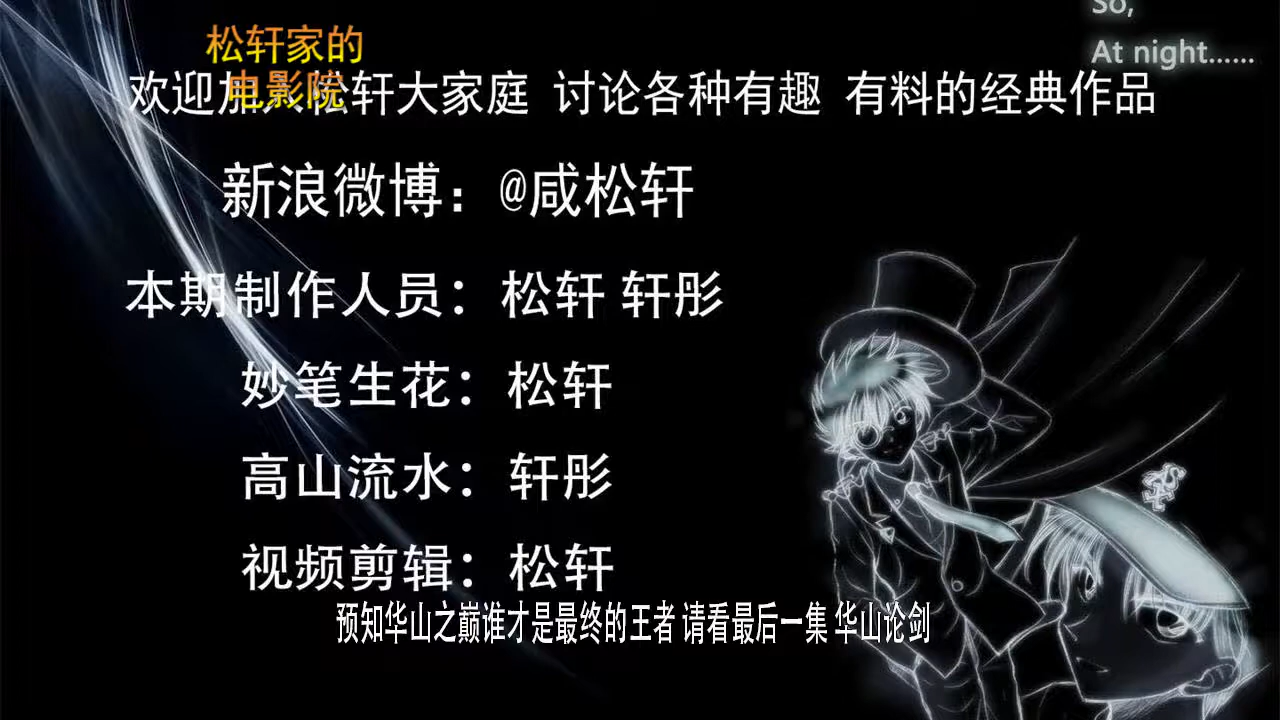 So,
At night……
松轩家的
电影院
欢迎加入松轩大家庭 讨论各种有趣 有料的经典作品
新浪微博：@咸松轩
本期制作人员：松轩 轩彤
妙笔生花：松轩
高山流水：轩彤
视频剪辑：松轩
预知华山之巅谁才是最终的王者 请看最后一集 华山论剑